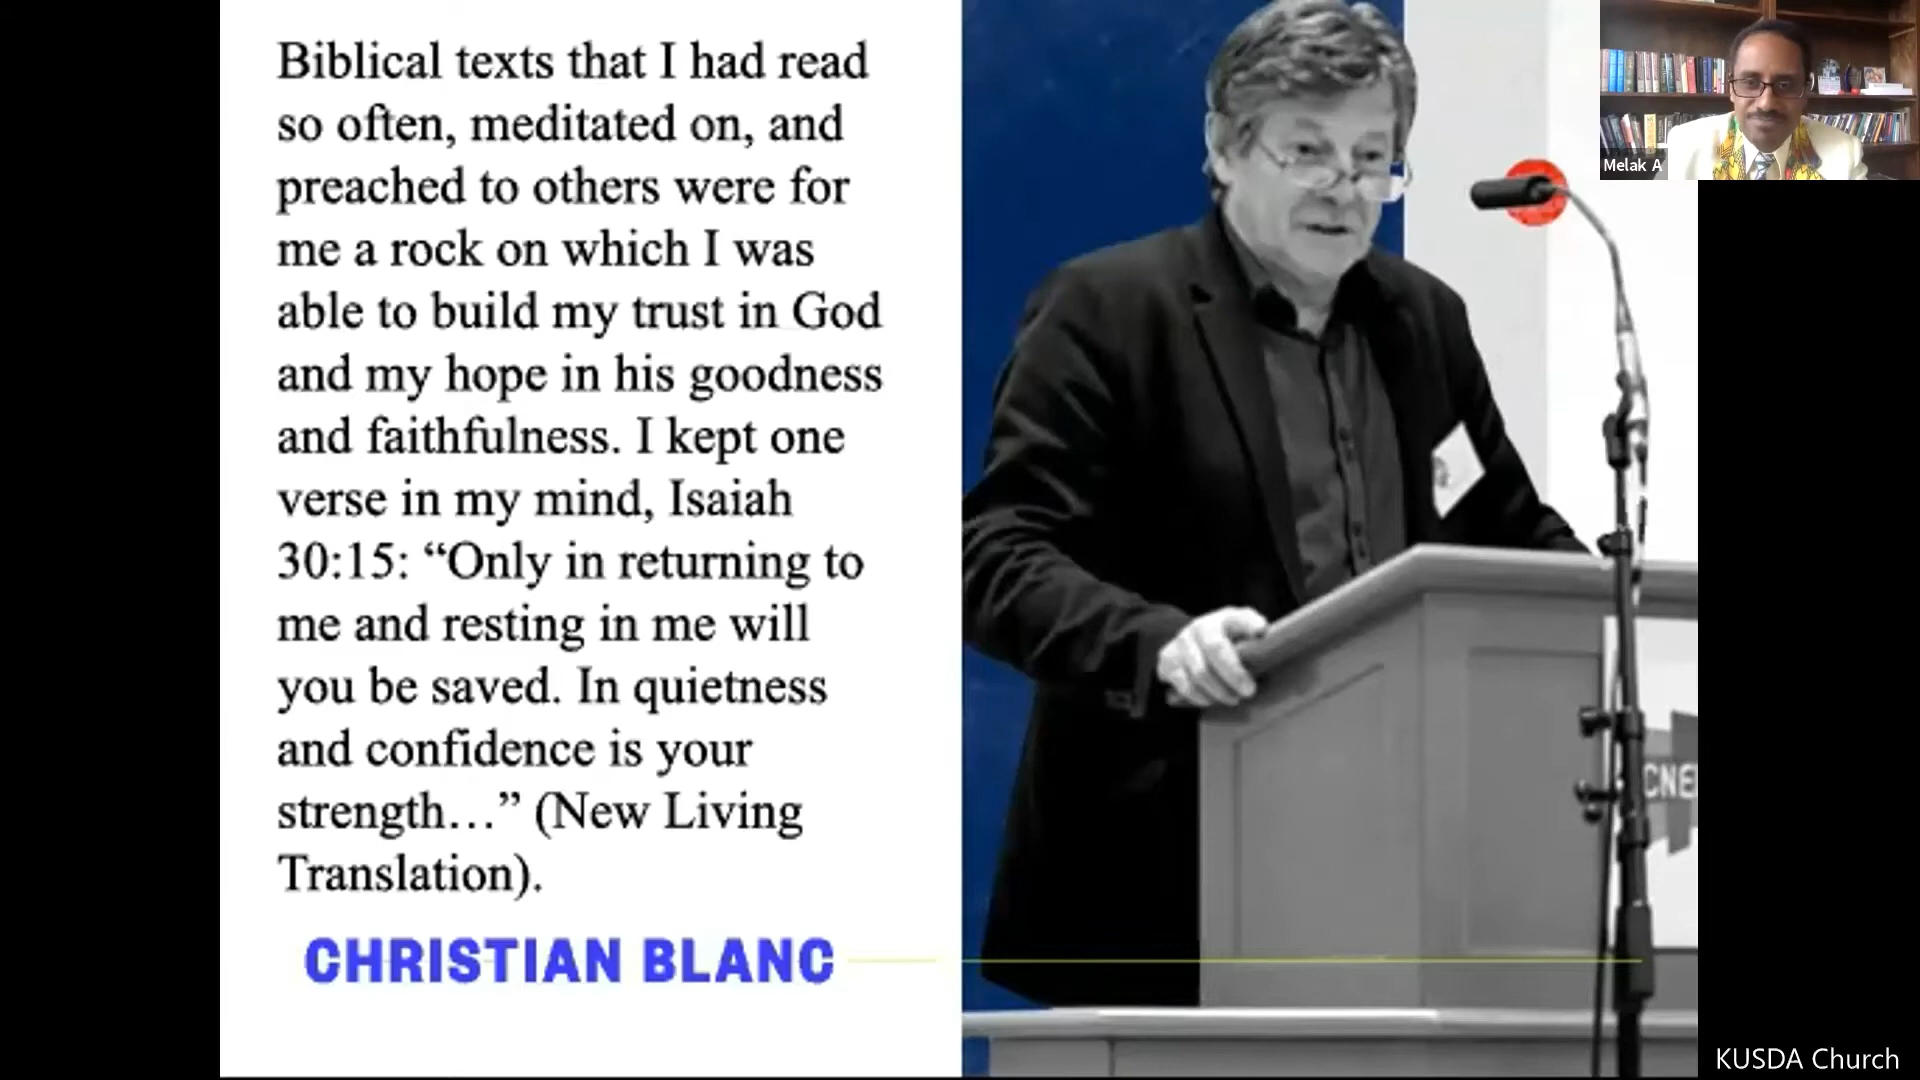 Biblical texts that I had read
so often, meditated on, and
preached to others were for
me a rock on which I was
able to build my trust in God
and my hope in his goodness
and faithfulness. I kept one
verse in my mind, Isaiah
30:15: “Only in returning to
me and resting in me will
you be saved. In quietness
and confidence is your
strength…” (New Living
Translation).
CHRISTIAN BLANC
Melak A
CNE
KUSDA Church